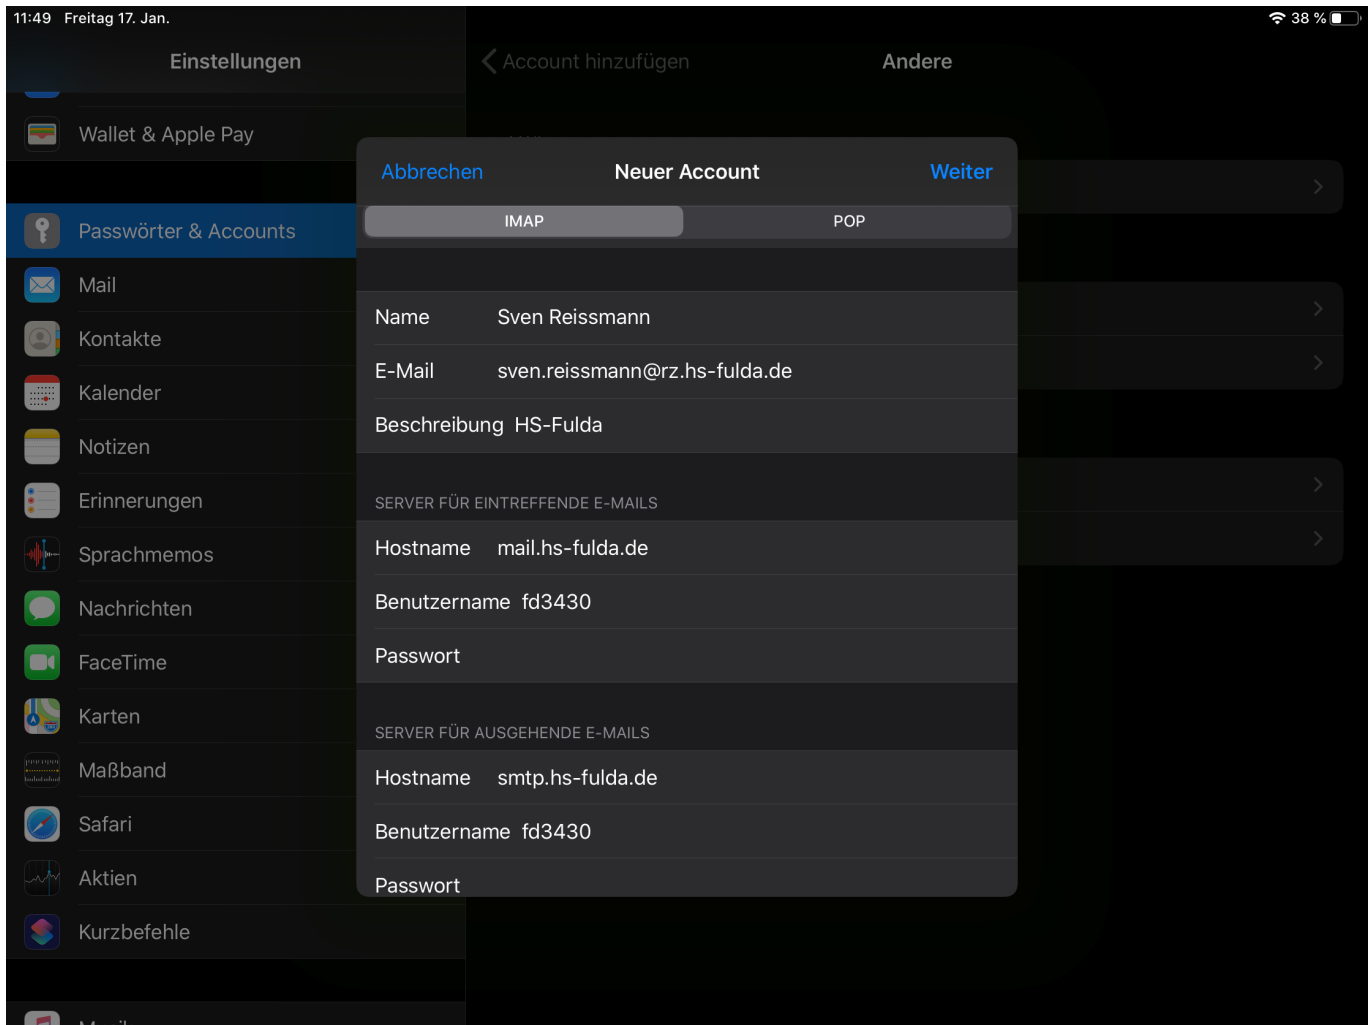 11:49 Freitag 17. Jan.
38 %
Einstellungen
Account hinzufügen
Andere
Wallet & Apple Pay
Passwörter & Accounts
Mail
Kontakte
Kalender
Notizen
Erinnerungen
Sprachmemos
Nachrichten
FaceTime
Karten
Maßband
Safari
Aktien
Kurzbefehle
Abbrechen
Neuer Account
Weiter
IMAP
POP
Name Sven Reissmann
E-Mail sven.reissmann@rz.hs-fulda.de
Beschreibung HS-Fulda
SERVER FÜR EINTREFFENDE E-MAILS
Hostname mail.hs-fulda.de
Benutzername fd3430
Passwort
SERVER FÜR AUSGEHENDE E-MAILS
Hostname smtp.hs-fulda.de
Benutzername fd3430
Passwort